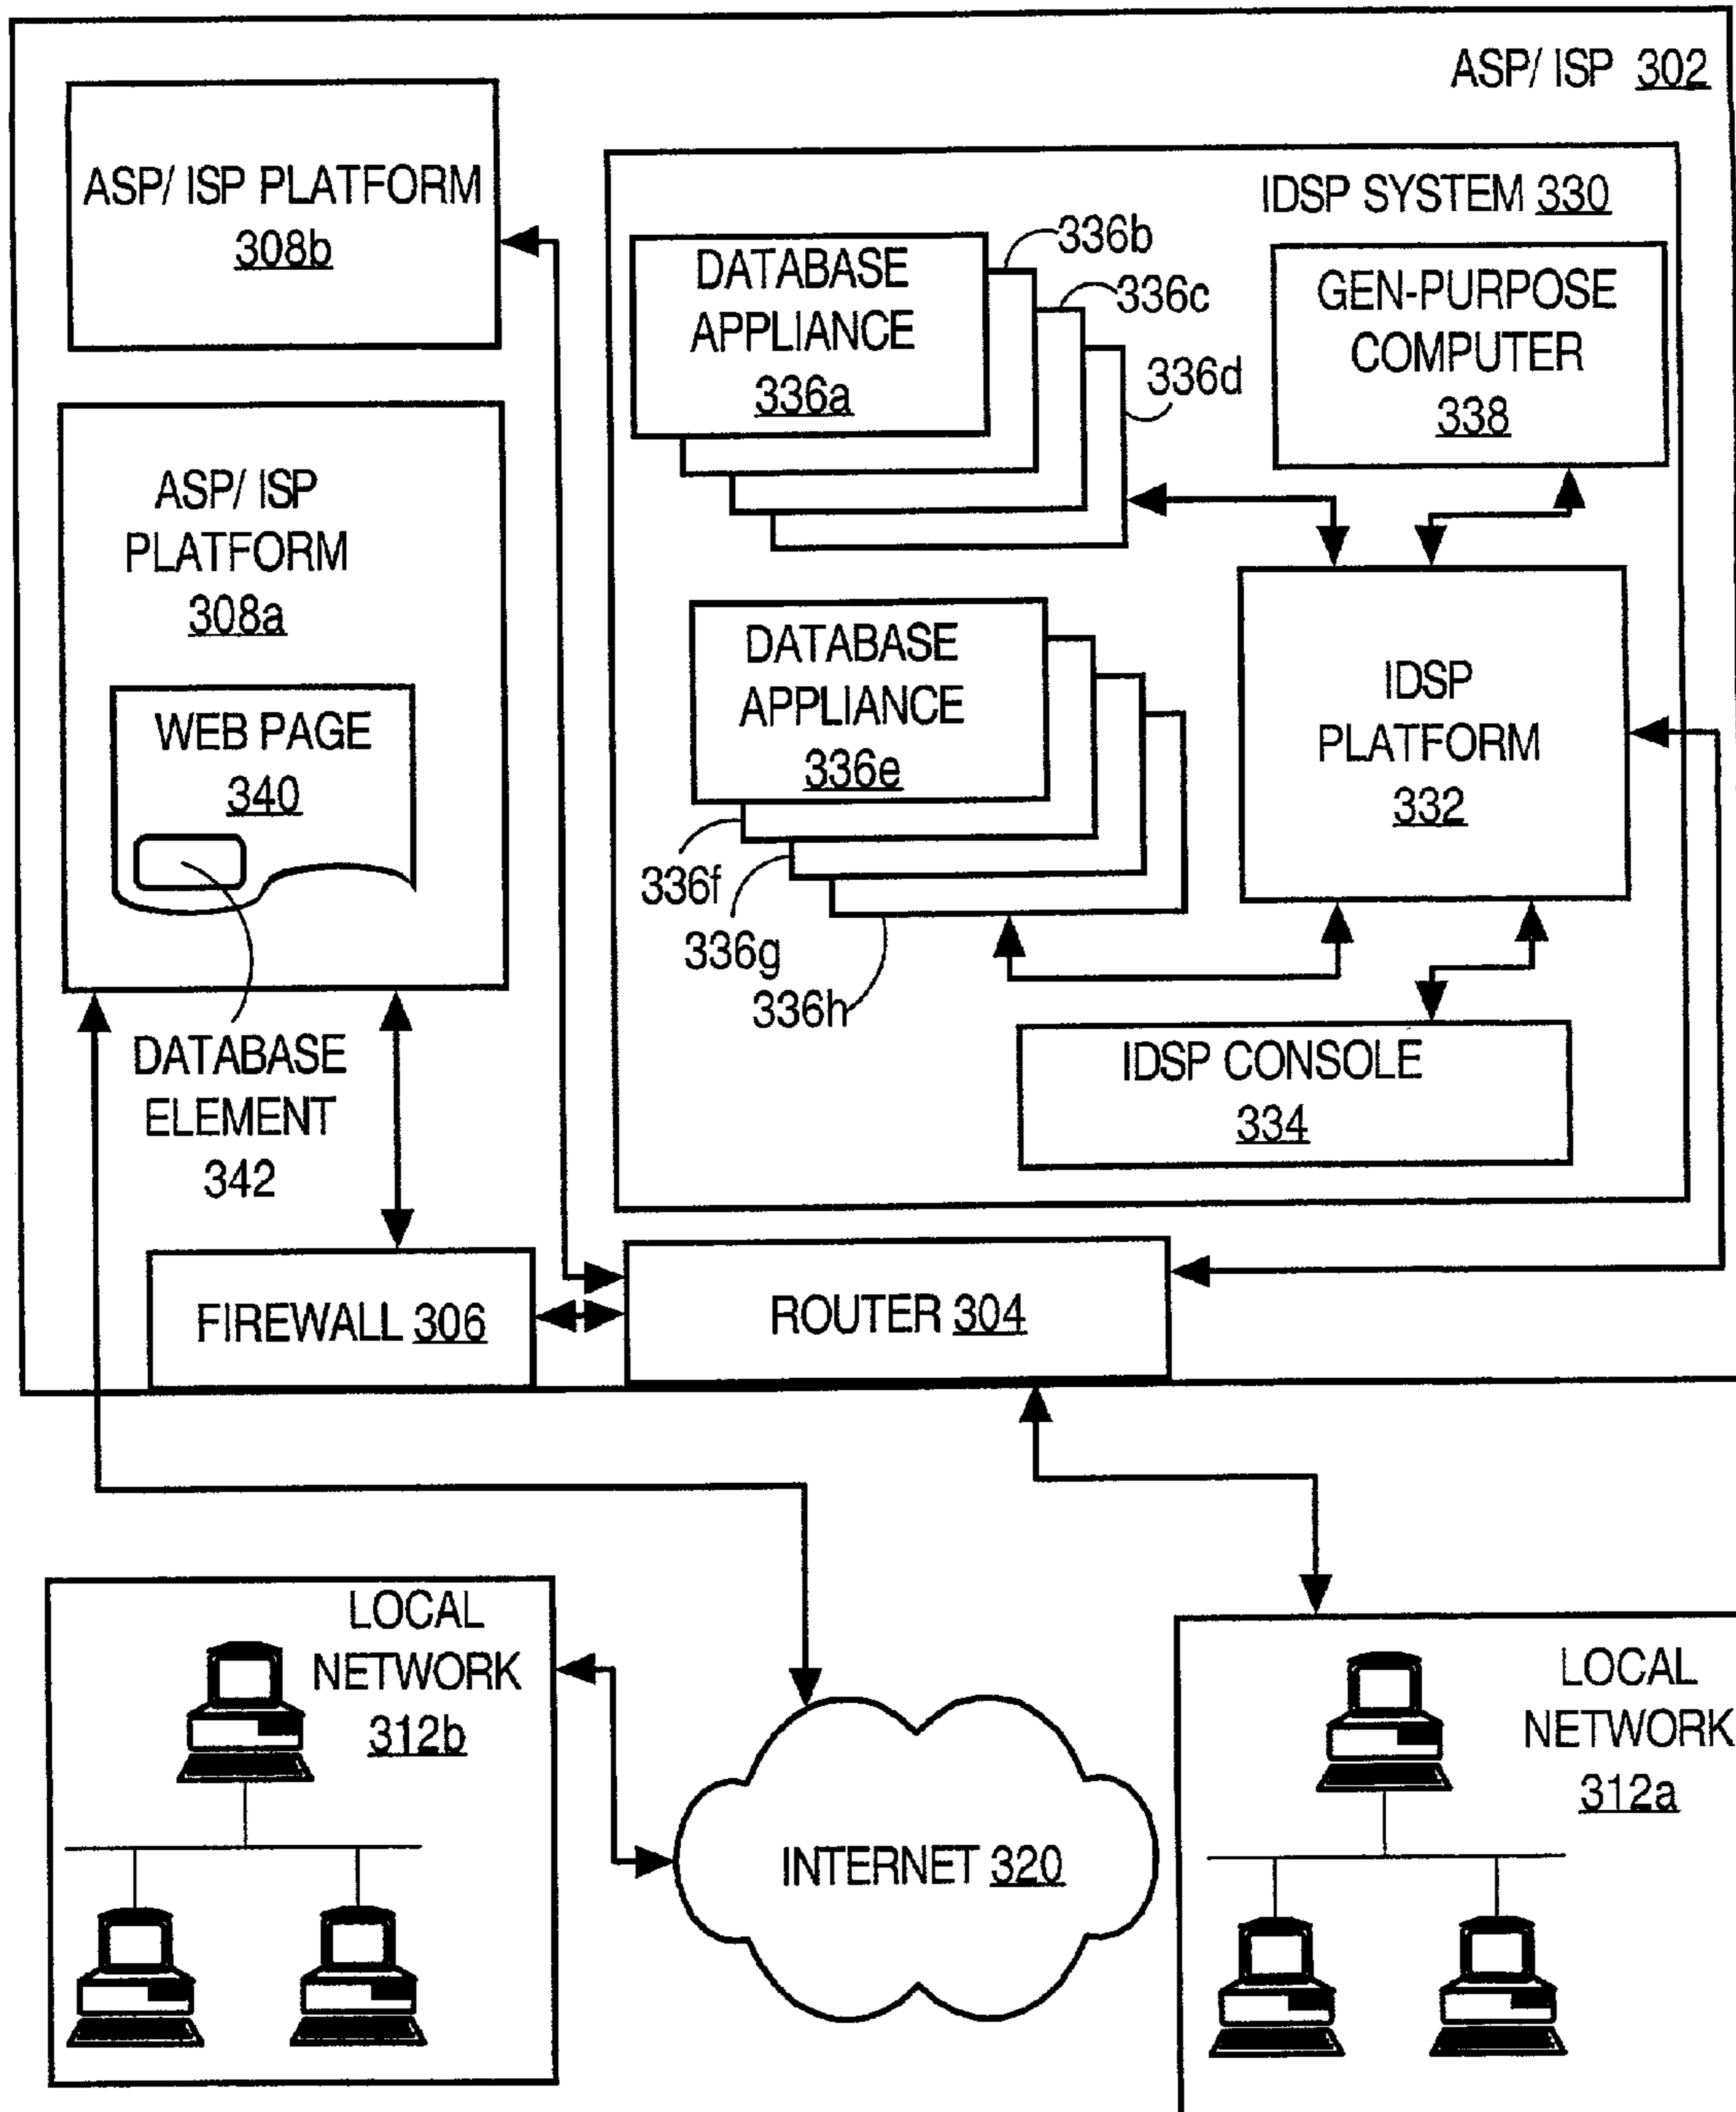 ASP/ ISP 302
ASP/ ISP PLATFORM
308b
IDSP SYSTEM 330
DATABASE
APPLIANCE
336a
336b
336c
336d
GEN-PURPOSE
COMPUTER
338
ASP/ ISP
PLATFORM
308a
WEB PAGE
340
DATABASE
ELEMENT
342
DATABASE
APPLIANCE
336e
336f
336g
336h
IDSP
PLATFORM
332
IDSP CONSOLE
334
FIREWALL 306
ROUTER 304
LOCAL
NETWORK
312b
INTERNET 320
LOCAL
NETWORK
312a